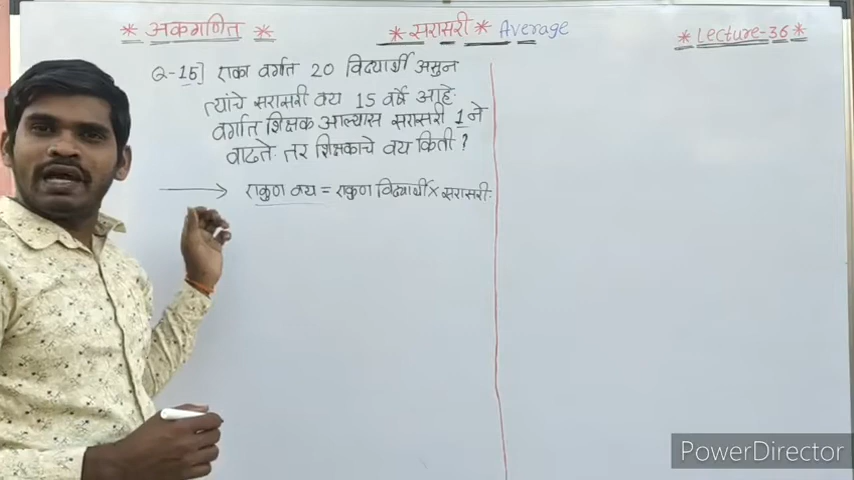 * अकगणित *
* सरासरी * Average
* Lecture-36 *
Q-15] एका वर्गात 20 विद्यार्थी असुन
त्यांचे सरासरी वय 15 वर्षे आहे.
वर्गात शिक्षक आल्यास सरासरी 1 ने
वाढते. तर शिक्षकाचे वय किती ?
→ एकुण वय = एकुण विद्यार्थी × सरासरी.
PowerDirector